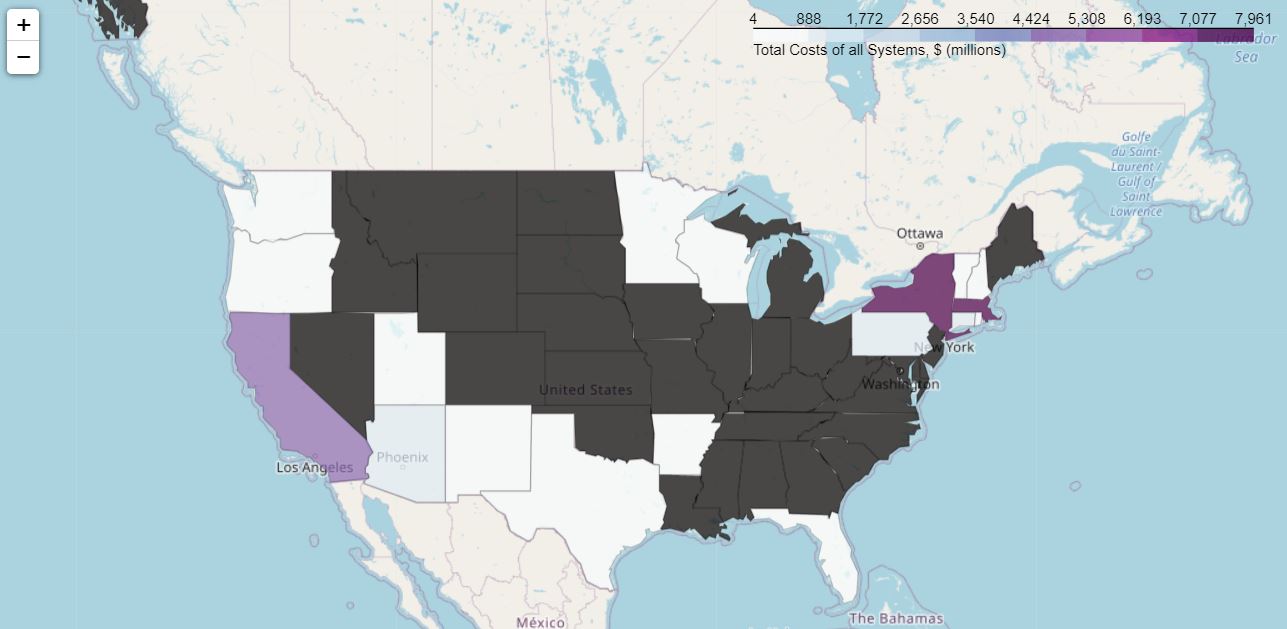 +
−
4 888 1,772 2,656 3,540 4,424 5,308 6,193 7,077 7,961
Total Costs of all Systems, $ (millions)
Labrador
Sea
Golfe
du Saint-
Laurent /
Gulf of
Saint
Lawrence
Ottawa
New York
Washington
United States
Phoenix
Los Angeles
México
The Bahamas